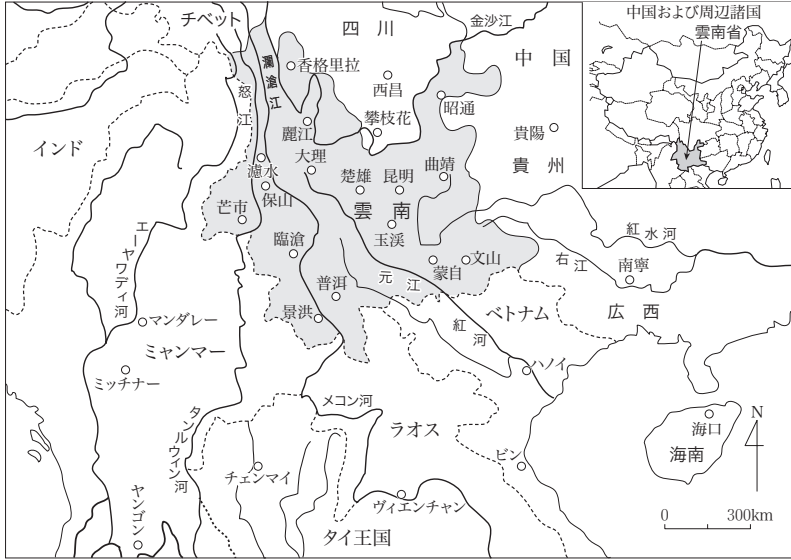 中国および周辺諸国
雲南省
チベット
四 川
金沙江
中 国
香格里拉
瀾滄江
西昌
怒江
昭通
麗江
攀枝花
貴陽
インド
大理
貴 州
瀘水
楚雄
昆明
曲靖
保山
雲 南
芒市
玉溪
紅水河
エーヤワディ河
臨滄
蒙自
文山
右江
南寧
普洱
元江
ベトナム
広 西
景洪
マンダレー
紅河
ミャンマー
ハノイ
ミッチナー
メコン河
タンルウィン河
ラオス
海口
N
海南
チェンマイ
ビン
ヤンゴン
ヴィエンチャン
0 300km
タイ王国